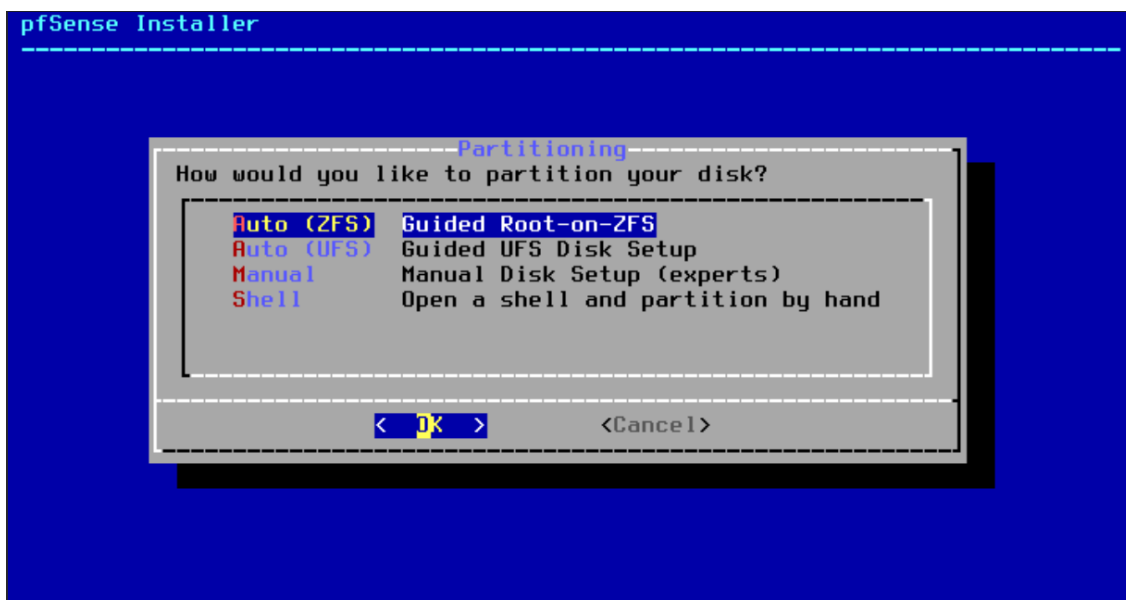 pfSense Installer
Partitioning
How would you like to partition your disk?
Auto (ZFS) Guided Root-on-ZFS
Auto (UFS) Guided UFS Disk Setup
Manual Manual Disk Setup (experts)
Shell Open a shell and partition by hand
< OK > <Cancel>